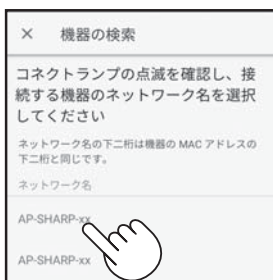 × 機器の検索
コネクトランプの点滅を確認し、接
続する機器のネットワーク名を選択
してください
ネットワーク名の下二桁は機器の MAC アドレスの
下二桁と同じです。
ネットワーク名
AP-SHARP-xx
AP-SHARP-xx